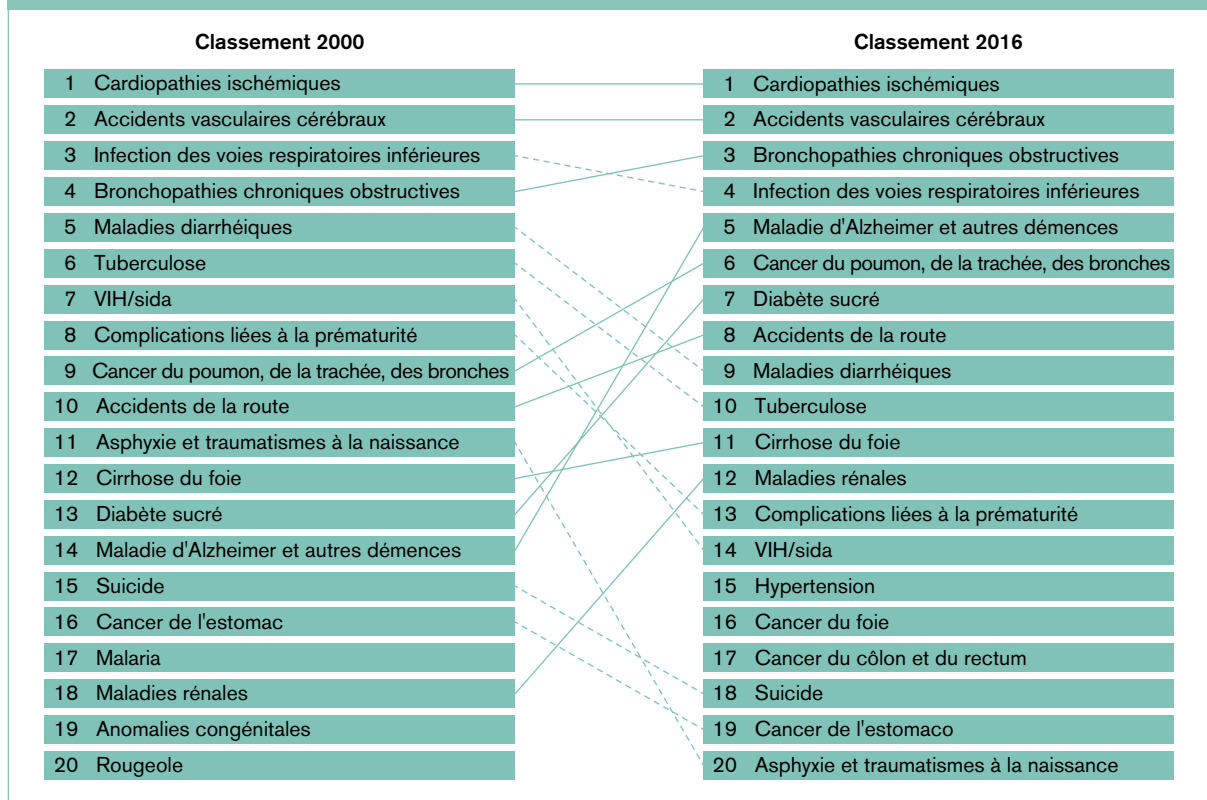 Classement 2000
1 Cardiopathies ischémiques
2 Accidents vasculaires cérébraux
3 Infection des voies respiratoires inférieures
4 Bronchopathies chroniques obstructives
5 Maladies diarrhéiques
6 Tuberculose
7 VIH/sida
8 Complications liées à la prématurité
9 Cancer du poumon, de la trachée, des bronches
10 Accidents de la route
11 Asphyxie et traumatismes à la naissance
12 Cirrhose du foie
13 Diabète sucré
14 Maladie d'Alzheimer et autres démences
15 Suicide
16 Cancer de l'estomac
17 Malaria
18 Maladies rénales
19 Anomalies congénitales
20 Rougeole
Classement 2016
1 Cardiopathies ischémiques
2 Accidents vasculaires cérébraux
3 Bronchopathies chroniques obstructives
4 Infection des voies respiratoires inférieures
5 Maladie d'Alzheimer et autres démences
6 Cancer du poumon, de la trachée, des bronches
7 Diabète sucré
8 Accidents de la route
9 Maladies diarrhéiques
10 Tuberculose
11 Cirrhose du foie
12 Maladies rénales
13 Complications liées à la prématurité
14 VIH/sida
15 Hypertension
16 Cancer du foie
17 Cancer du côlon et du rectum
18 Suicide
19 Cancer de l'estomaco
20 Asphyxie et traumatismes à la naissance